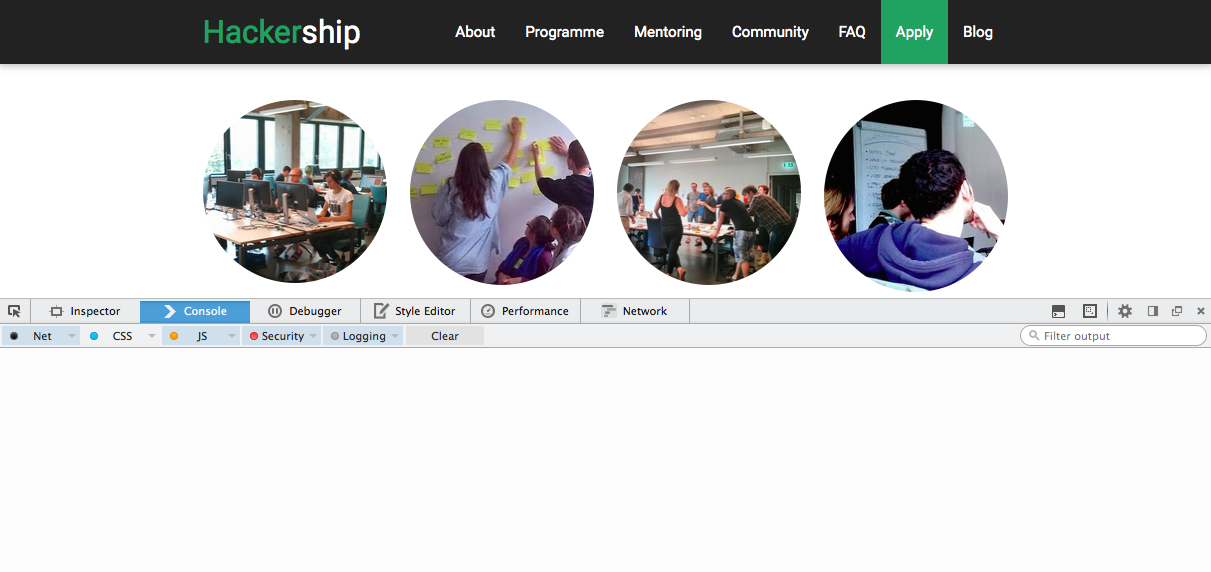 Hackership About Programme Mentoring Community FAQ Apply Blog
Inspector Console Debugger Style Editor Performance Network
Net CSS JS Security Logging Clear Filter output